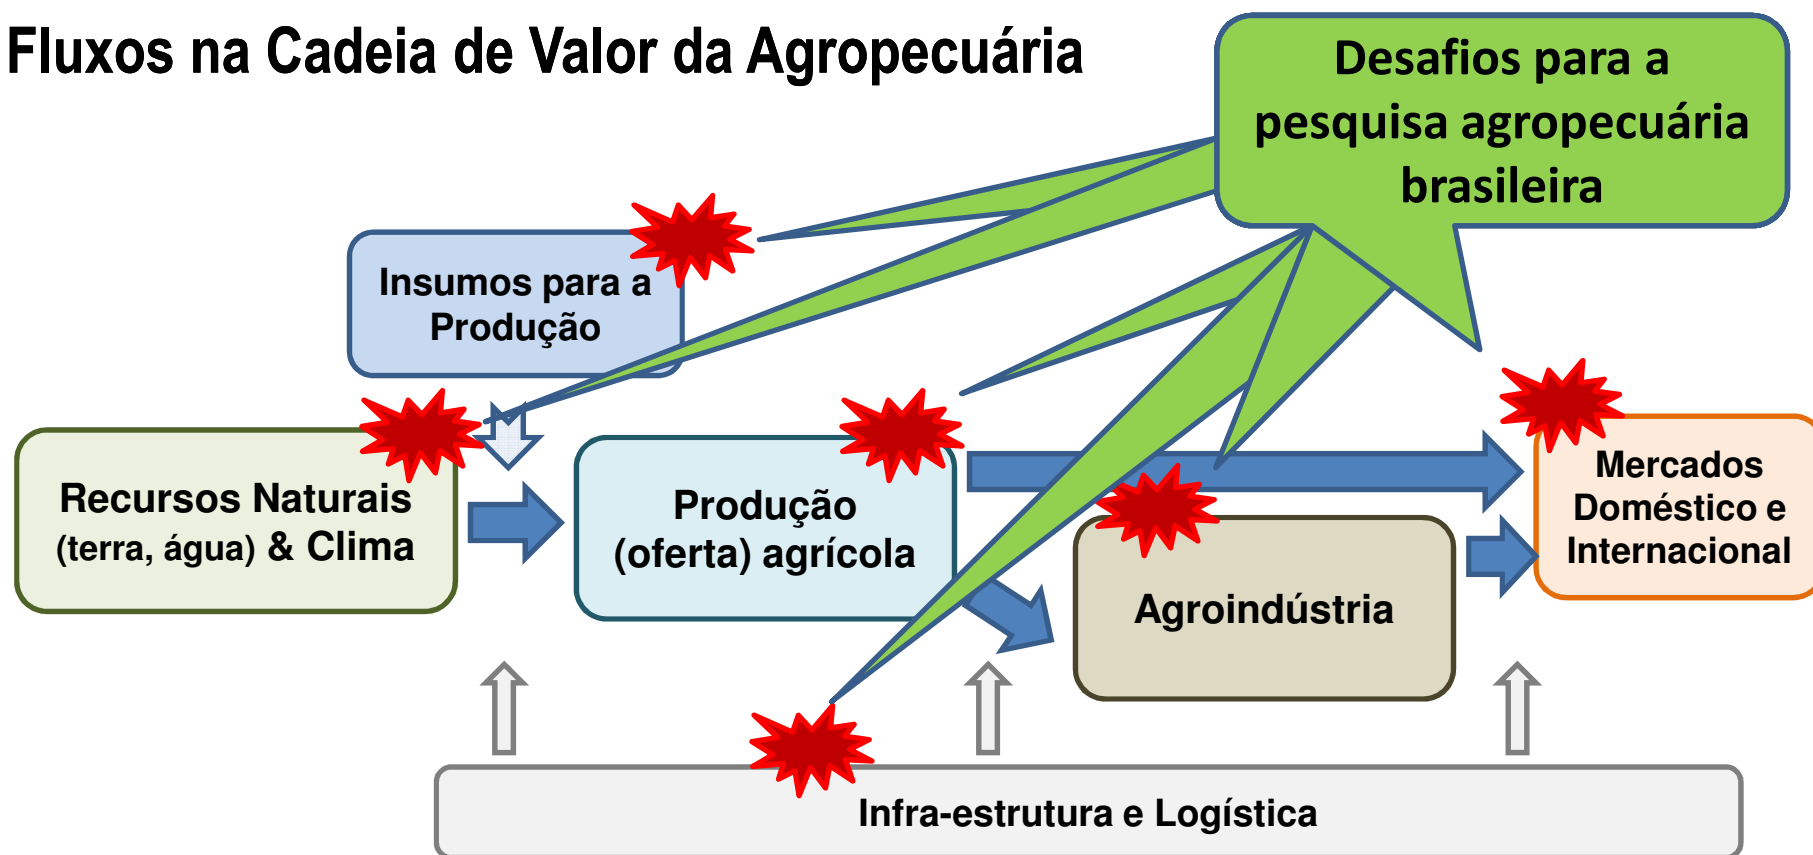 Fluxos na Cadeia de Valor da Agropecuária
Desafios para a
pesquisa agropecuária
brasileira
Insumos para a
Produção
Recursos Naturais
(terra, água) & Clima
Produção
(oferta) agrícola
Agroindústria
Mercados
Doméstico e
Internacional
Infra-estrutura e Logística